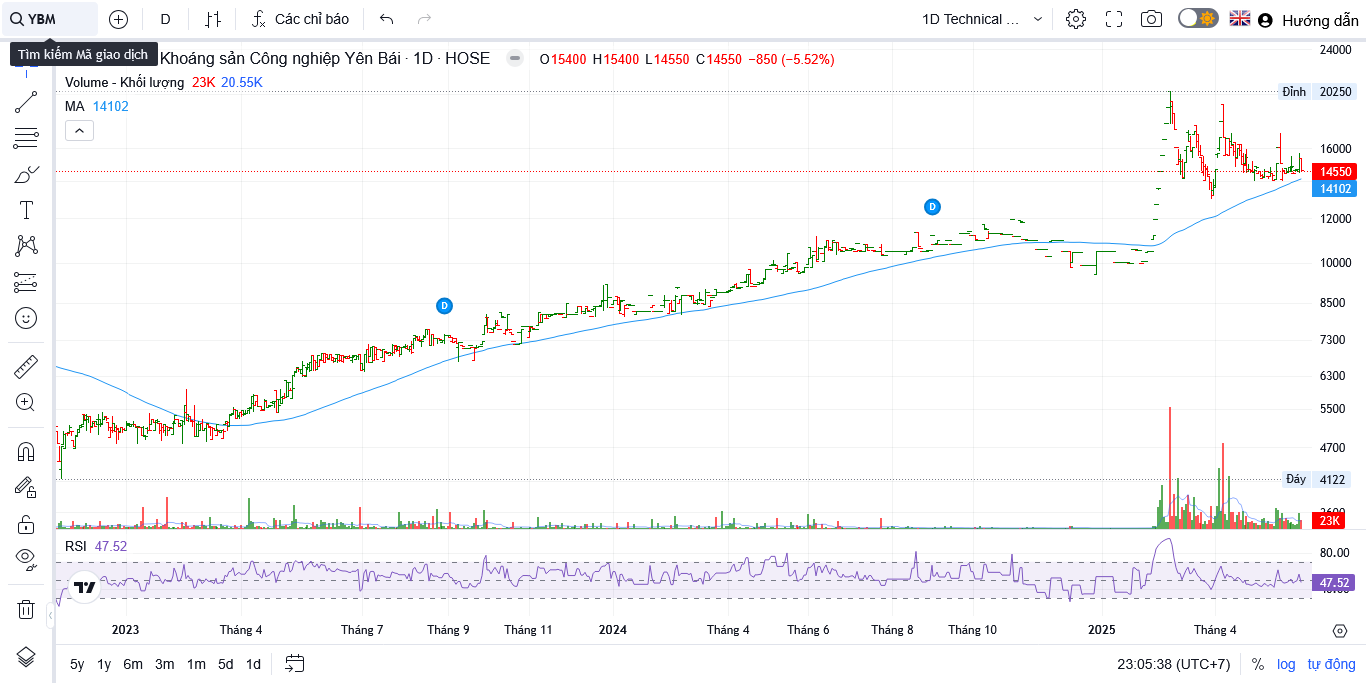 YBM
D
Các chỉ báo
1D Technical ...
Hướng dẫn
Tìm kiếm Mã giao dịch
Khoáng sản Công nghiệp Yên Bái · 1D · HOSE O15400 H15400 L14550 C14550 −850 (−5.52%)
Volume - Khối lượng 23K 20.55K
MA 14102
24000
Đỉnh 20250
16000
14550
14102
12000
10000
8500
7300
6300
5500
4700
Đáy 4122
23K
D
D
RSI 47.52
80.00
47.52
2023 Tháng 4 Tháng 7 Tháng 9 Tháng 11 2024 Tháng 4 Tháng 6 Tháng 8 Tháng 10 2025 Tháng 4
5y 1y 6m 3m 1m 5d 1d
23:05:38 (UTC+7) % log tự động